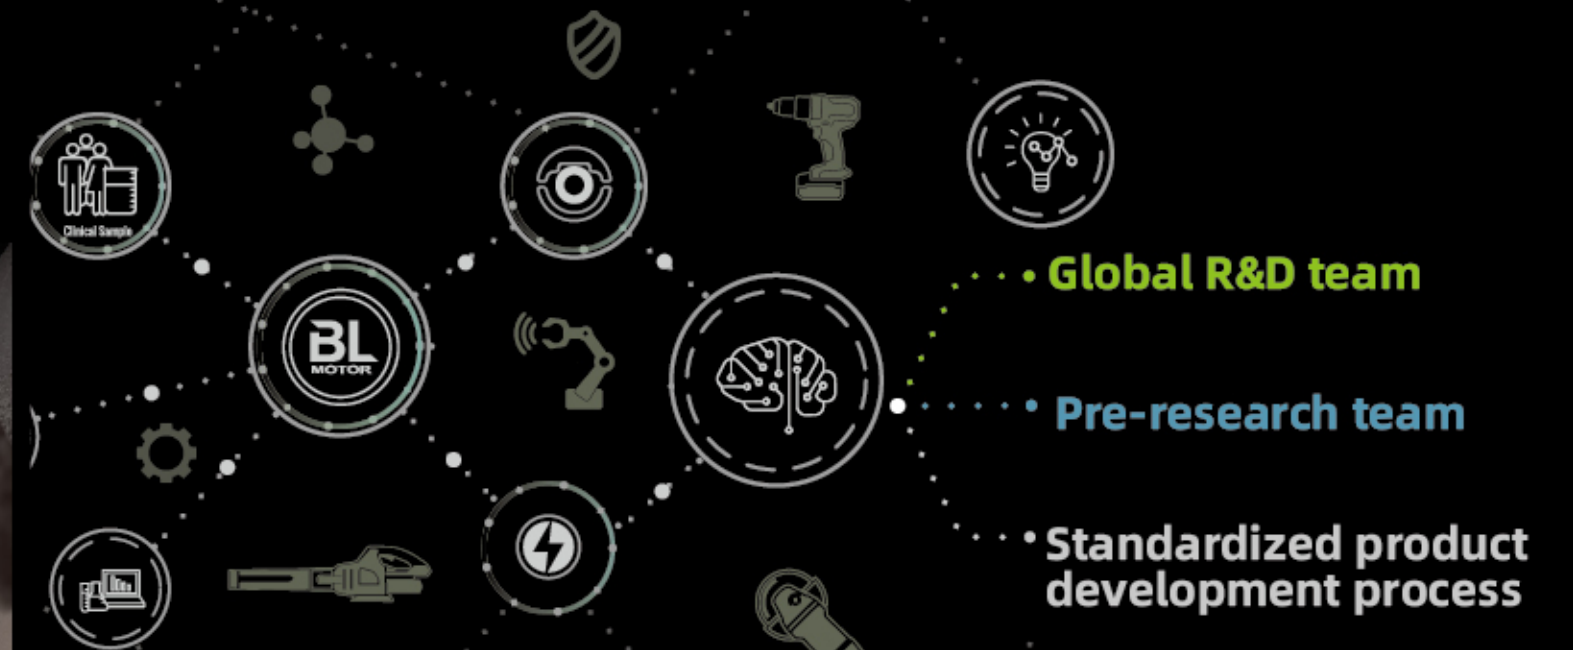 Clinical Sample
BL
MOTOR
Global R&D team
Pre-research team
Standardized product
development process